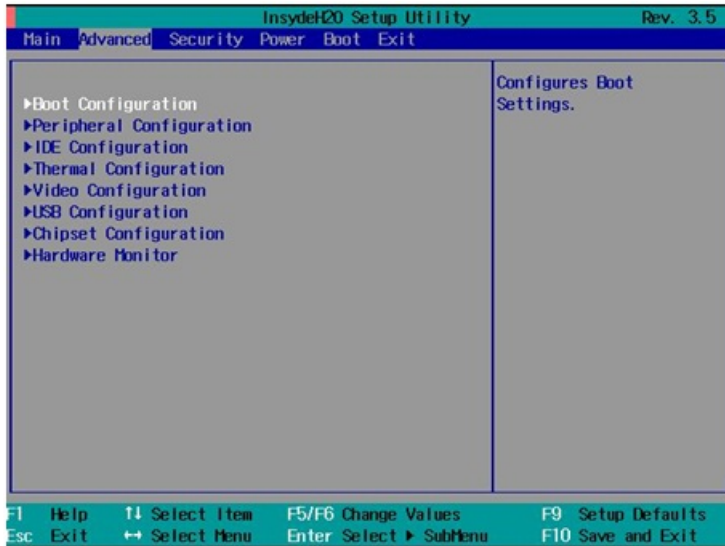 InsydeH20 Setup Utility Rev. 3.5
Main Advanced Security Power Boot Exit
▶Boot Configuration
▶Peripheral Configuration
▶IDE Configuration
▶Thermal Configuration
▶Video Configuration
▶USB Configuration
▶Chipset Configuration
▶Hardware Monitor
Configures Boot
Settings.
F1 Help ↑↓ Select Item F5/F6 Change Values F9 Setup Defaults
Esc Exit ↔ Select Menu Enter Select ▶ SubMenu F10 Save and Exit